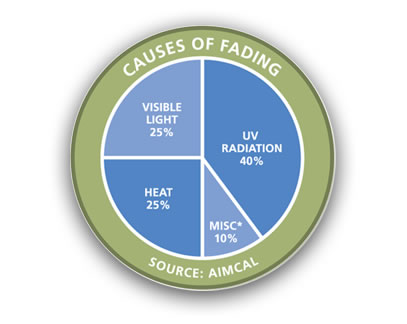 CAUSES OF FADING
VISIBLE
LIGHT
25%
UV
RADIATION
40%
HEAT
25%
MISC*
10%
SOURCE: AIMCAL